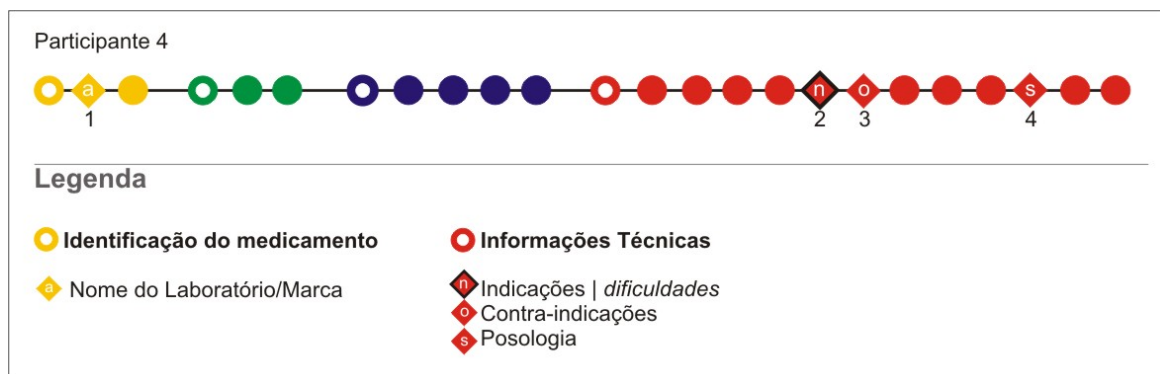 Participante 4
a n o s
1 2 3 4
Legenda
Identificação do medicamento
a Nome do Laboratório/Marca
Informações Técnicas
n Indicações | dificuldades
o Contra-indicações
s Posologia